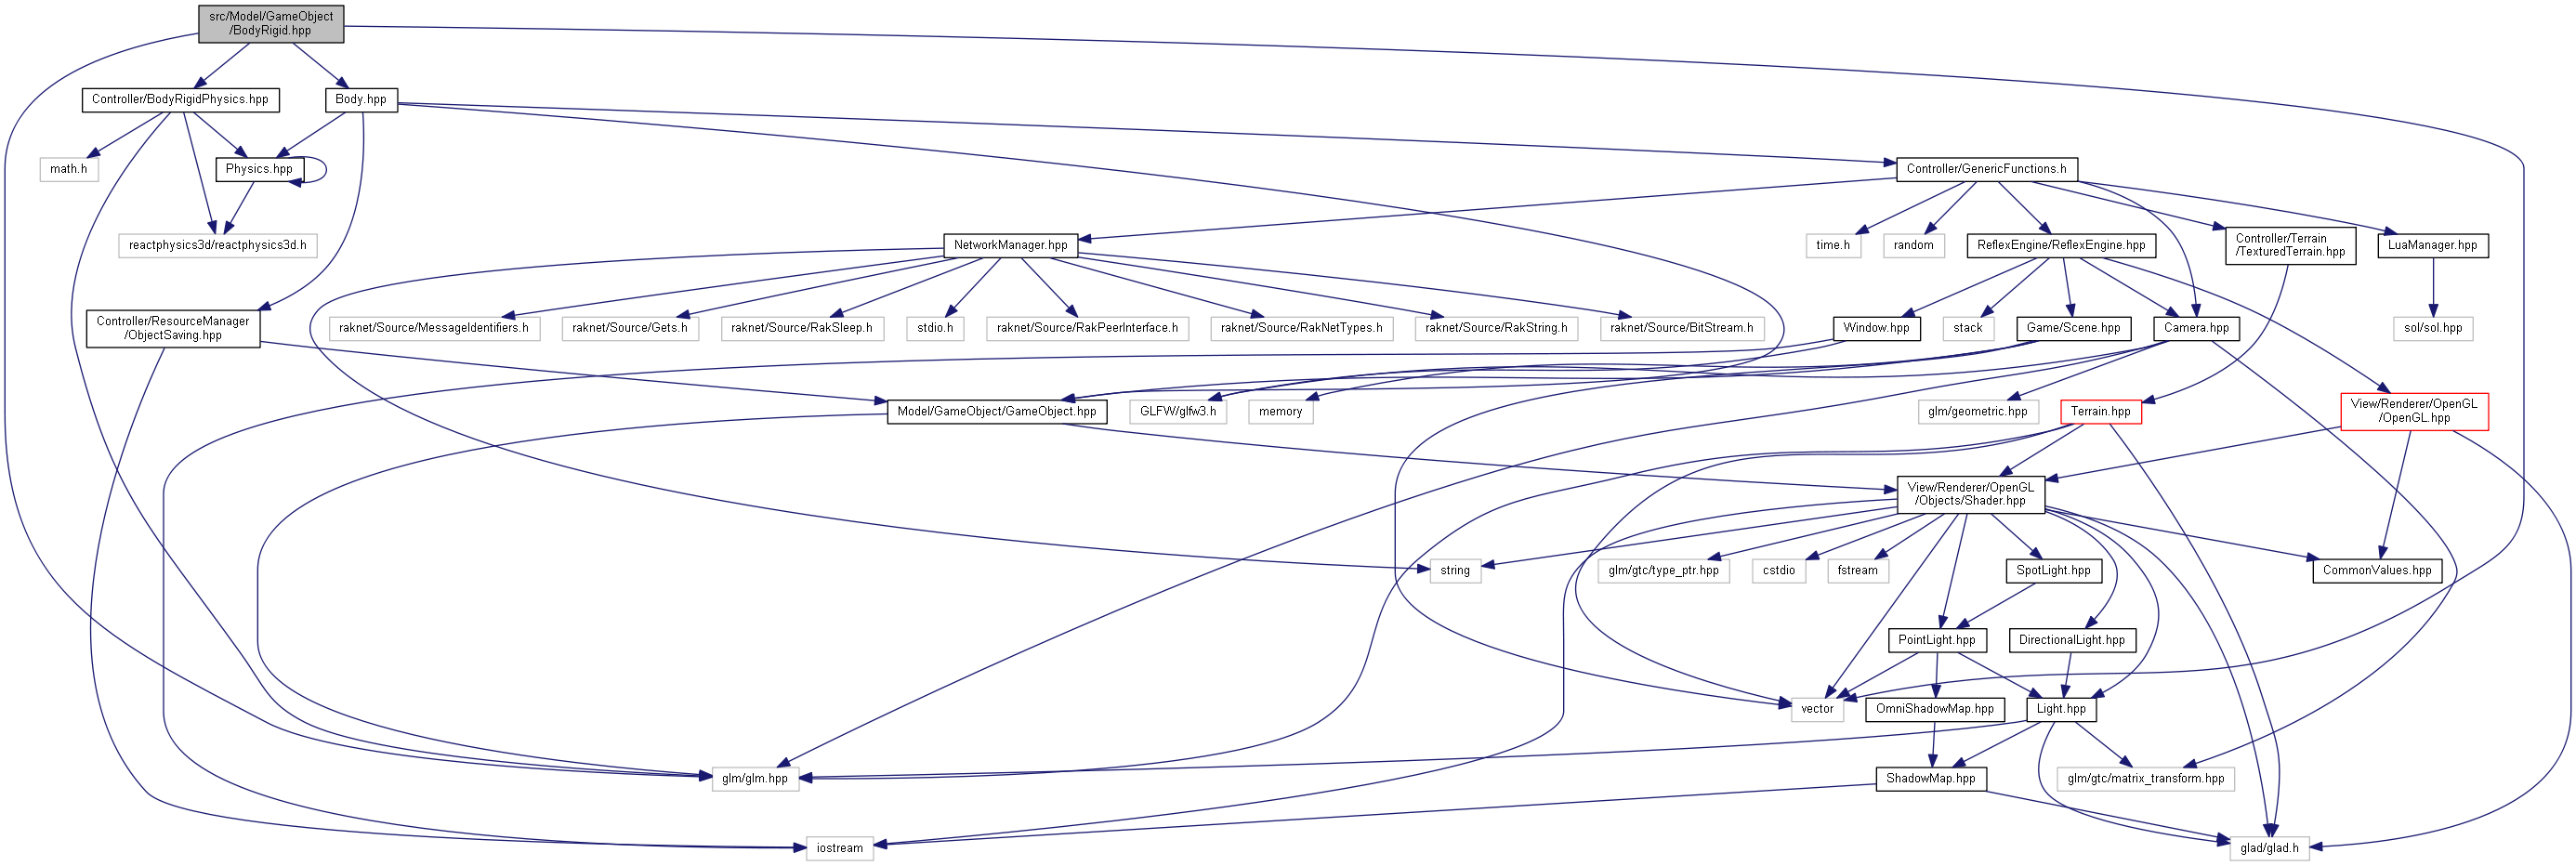 src/Model/GameObject
/BodyRigid.hpp
Controller/BodyRigidPhysics.hpp
Body.hpp
math.h
Physics.hpp
Controller/GenericFunctions.h
reactphysics3d/reactphysics3d.h
NetworkManager.hpp
time.h
random
ReflexEngine/ReflexEngine.hpp
Controller/Terrain
/TexturedTerrain.hpp
LuaManager.hpp
Controller/ResourceManager
/ObjectSaving.hpp
raknet/Source/MessageIdentifiers.h
raknet/Source/Gets.h
raknet/Source/RakSleep.h
stdio.h
raknet/Source/RakPeerInterface.h
raknet/Source/RakNetTypes.h
raknet/Source/RakString.h
raknet/Source/BitStream.h
Window.hpp
stack
Game/Scene.hpp
Camera.hpp
sol/sol.hpp
Model/GameObject/GameObject.hpp
GLFW/glfw3.h
memory
glm/geometric.hpp
Terrain.hpp
View/Renderer/OpenGL
/OpenGL.hpp
View/Renderer/OpenGL
/Objects/Shader.hpp
string
glm/gtc/type_ptr.hpp
cstdio
fstream
SpotLight.hpp
CommonValues.hpp
PointLight.hpp
DirectionalLight.hpp
vector
OmniShadowMap.hpp
Light.hpp
glm/glm.hpp
ShadowMap.hpp
glm/gtc/matrix_transform.hpp
iostream
glad/glad.h